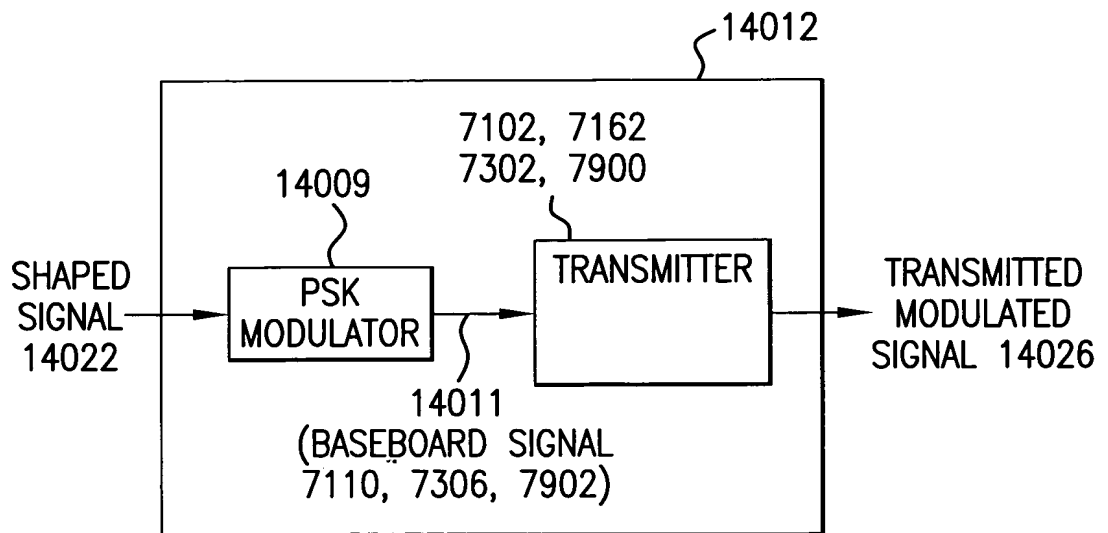 14012
7102, 7162
7302, 7900
14009
SHAPED
SIGNAL
14022
PSK
MODULATOR
TRANSMITTER
TRANSMITTED
MODULATED
SIGNAL 14026
14011
(BASEBOARD SIGNAL
7110, 7306, 7902)